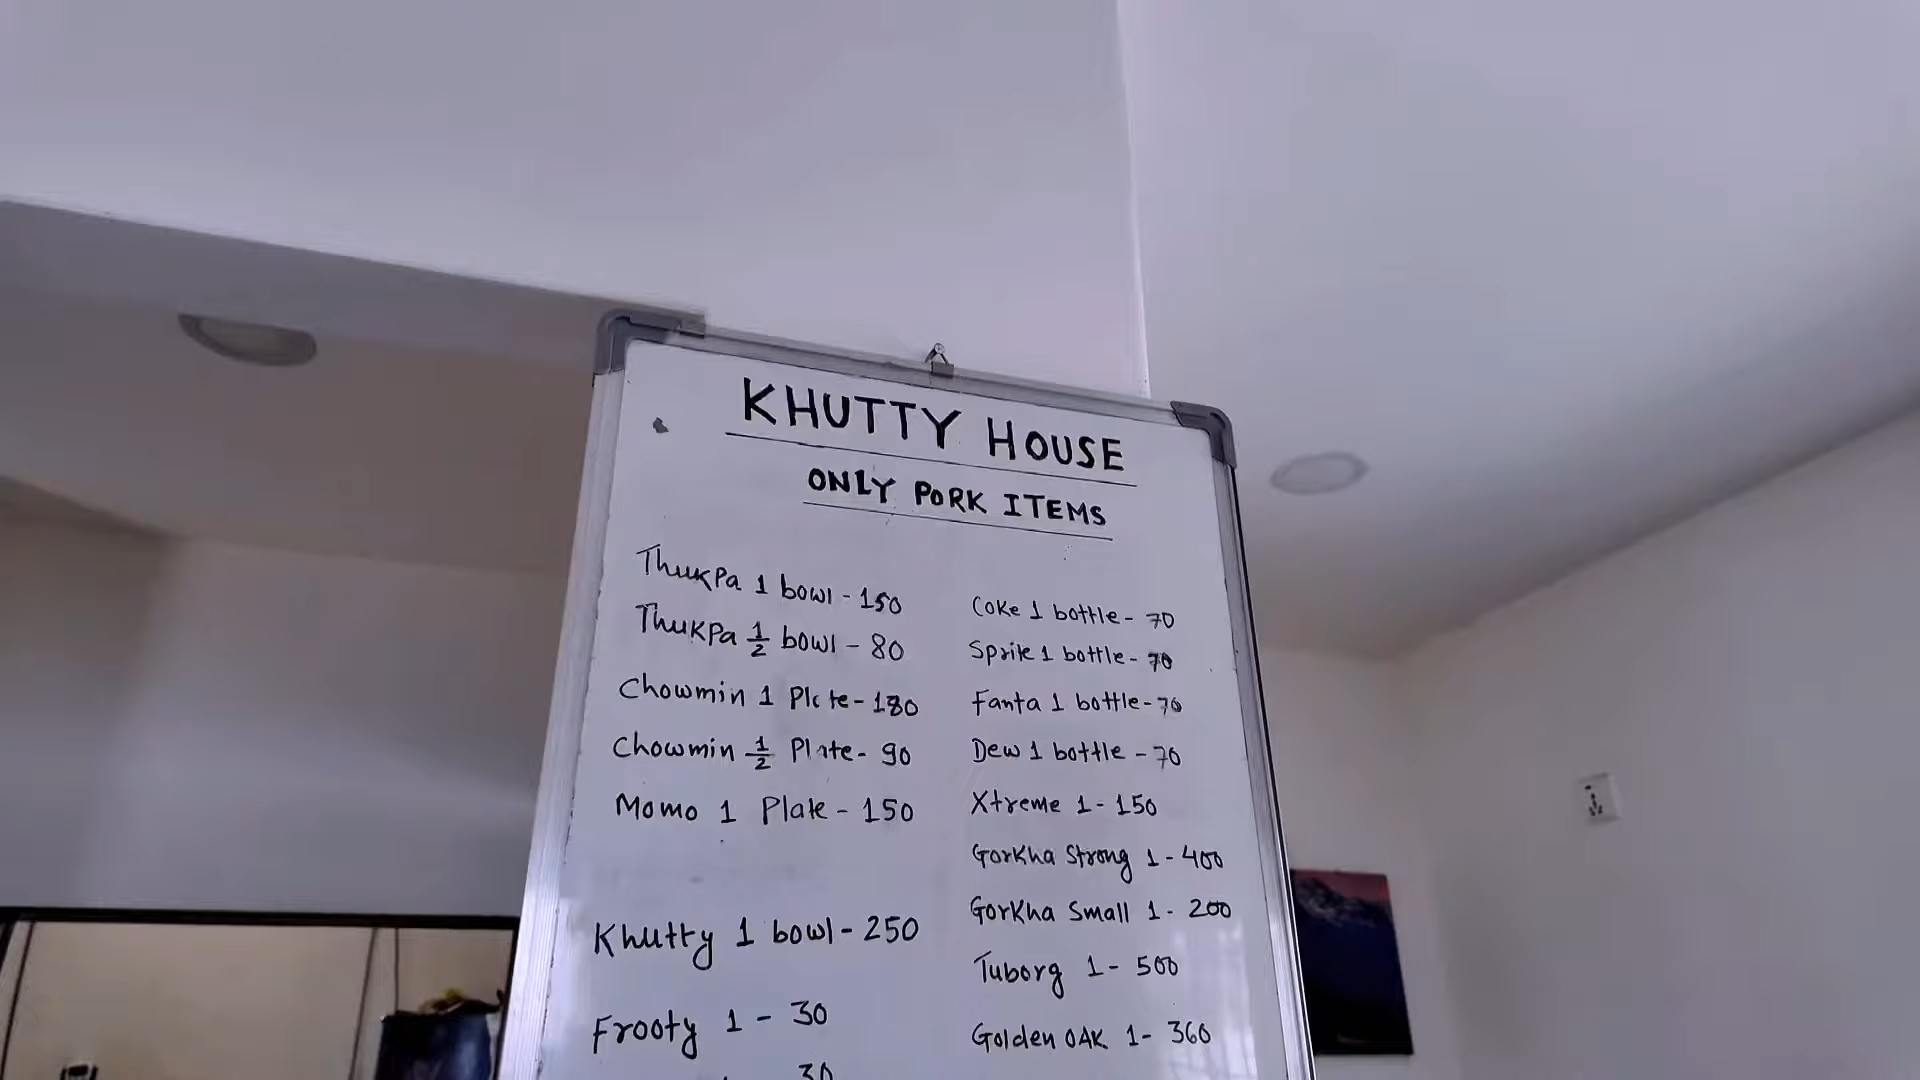 KHUTTY HOUSE
ONLY PORK ITEMS
Thukpa 1 bowl - 150
Thukpa 1/2 bowl - 80
Chowmin 1 Plate - 180
Chowmin 1/2 Plate - 90
Momo 1 Plate - 150
Khutty 1 bowl - 250
Frooty 1 - 30
30
Coke 1 bottle - 70
Sprite 1 bottle - 70
Fanta 1 bottle - 70
Dew 1 bottle - 70
Xtreme 1 - 150
Gorkha Strong 1 - 400
Gorkha Small 1 - 200
Tuborg 1 - 500
Golden OAK 1 - 360